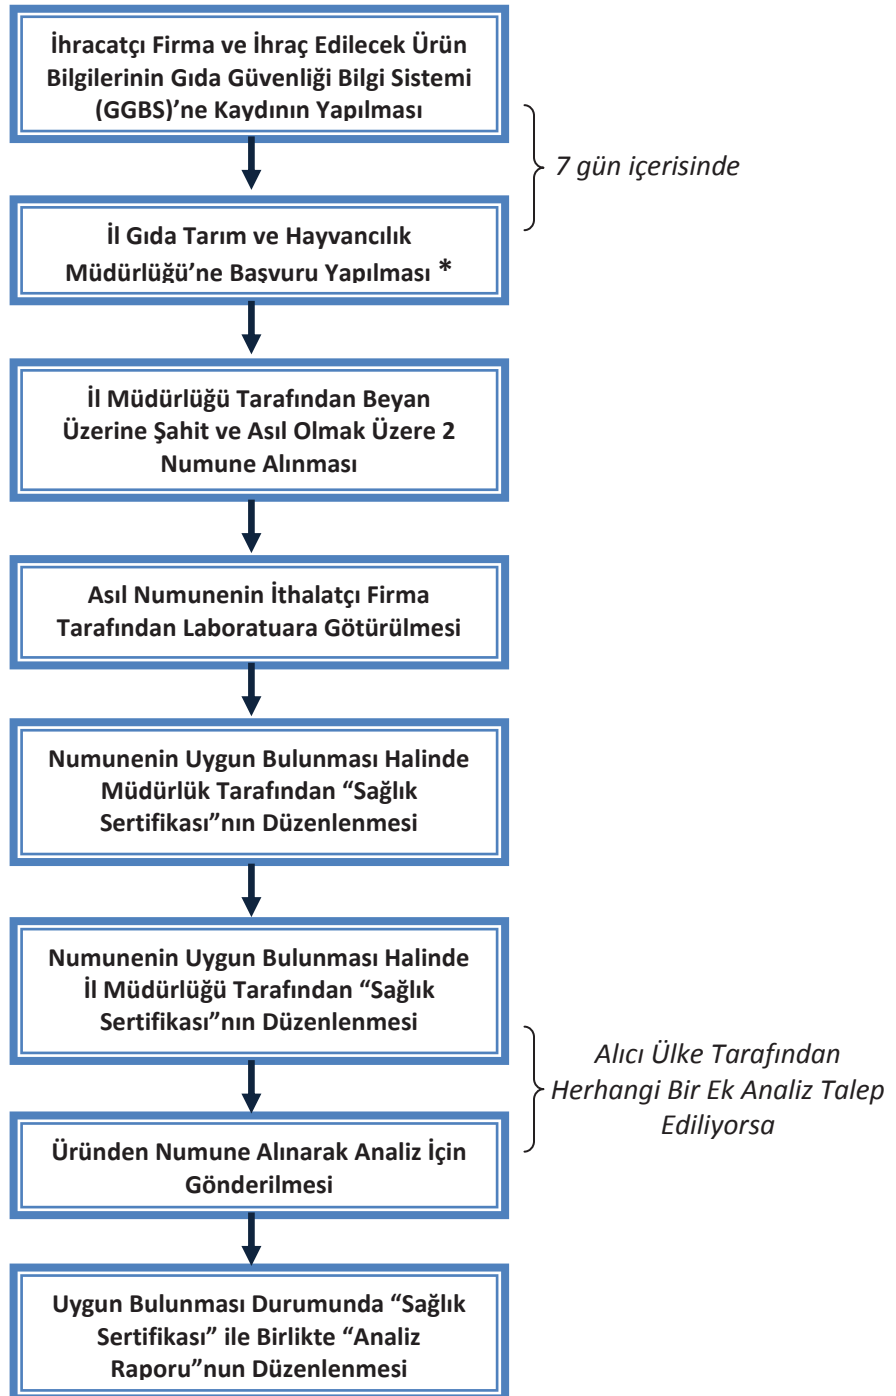 İhracatçı Firma ve İhraç Edilecek Ürün
Bilgilerinin Gıda Güvenliği Bilgi Sistemi
(GGBS)’ne Kaydının Yapılması
7 gün içerisinde
İl Gıda Tarım ve Hayvancılık
Müdürlüğü’ne Başvuru Yapılması *
İl Müdürlüğü Tarafından Beyan
Üzerine Şahit ve Asıl Olmak Üzere 2
Numune Alınması
Asıl Numunenin İthalatçı Firma
Tarafından Laboratuara Götürülmesi
Numunenin Uygun Bulunması Halinde
Müdürlük Tarafından “Sağlık
Sertifikası”nın Düzenlenmesi
Numunenin Uygun Bulunması Halinde
İl Müdürlüğü Tarafından “Sağlık
Sertifikası”nın Düzenlenmesi
Alıcı Ülke Tarafından
Herhangi Bir Ek Analiz Talep
Ediliyorsa
Üründen Numune Alınarak Analiz İçin
Gönderilmesi
Uygun Bulunması Durumunda “Sağlık
Sertifikası” ile Birlikte “Analiz
Raporu”nun Düzenlenmesi